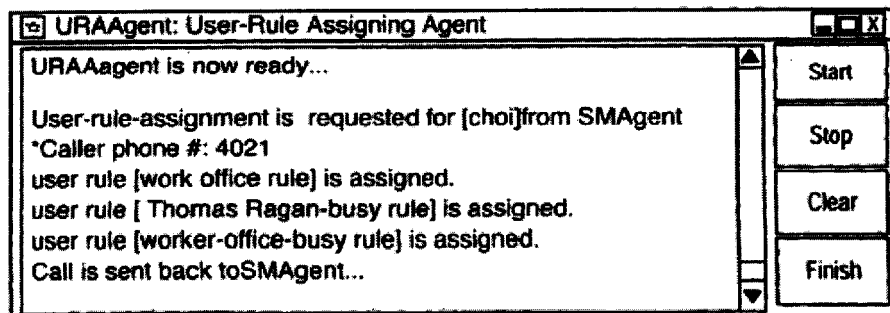 URAAgent: User-Rule Assigning Agent
URAAagent is now ready...
User-rule-assignment is requested for [choi]from SMAgent
*Caller phone #: 4021
user rule [work office rule] is assigned.
user rule [ Thomas Ragan-busy rule] is assigned.
user rule [worker-office-busy rule] is assigned.
Call is sent back toSMAgent...
Start
Stop
Clear
Finish